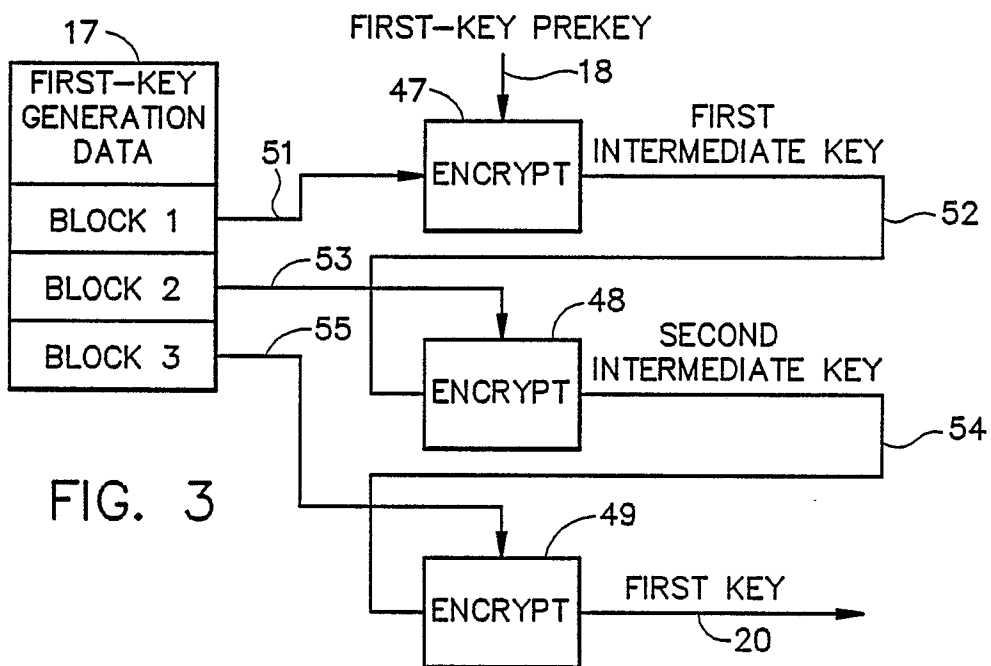 17
FIRST-KEY
GENERATION
DATA
BLOCK 1
BLOCK 2
BLOCK 3
51
53
55
FIRST-KEY PREKEY
18
47
ENCRYPT
FIRST
INTERMEDIATE KEY
52
48
ENCRYPT
SECOND
INTERMEDIATE KEY
54
49
ENCRYPT
FIRST KEY
20
FIG. 3